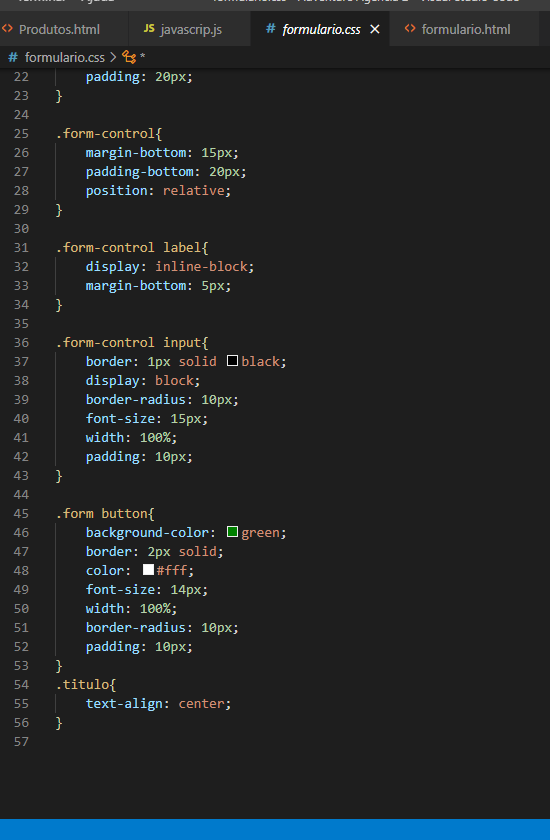 Produtos.html JS javascrip.js # formulario.css × <> formulario.html
# formulario.css > *
22 padding: 20px;
23 }
24
25 .form-control{
26 margin-bottom: 15px;
27 padding-bottom: 20px;
28 position: relative;
29 }
30
31 .form-control label{
32 display: inline-block;
33 margin-bottom: 5px;
34 }
35
36 .form-control input{
37 border: 1px solid black;
38 display: block;
39 border-radius: 10px;
40 font-size: 15px;
41 width: 100%;
42 padding: 10px;
43 }
44
45 .form button{
46 background-color: green;
47 border: 2px solid;
48 color: #fff;
49 font-size: 14px;
50 width: 100%;
51 border-radius: 10px;
52 padding: 10px;
53 }
54 .titulo{
55 text-align: center;
56 }
57